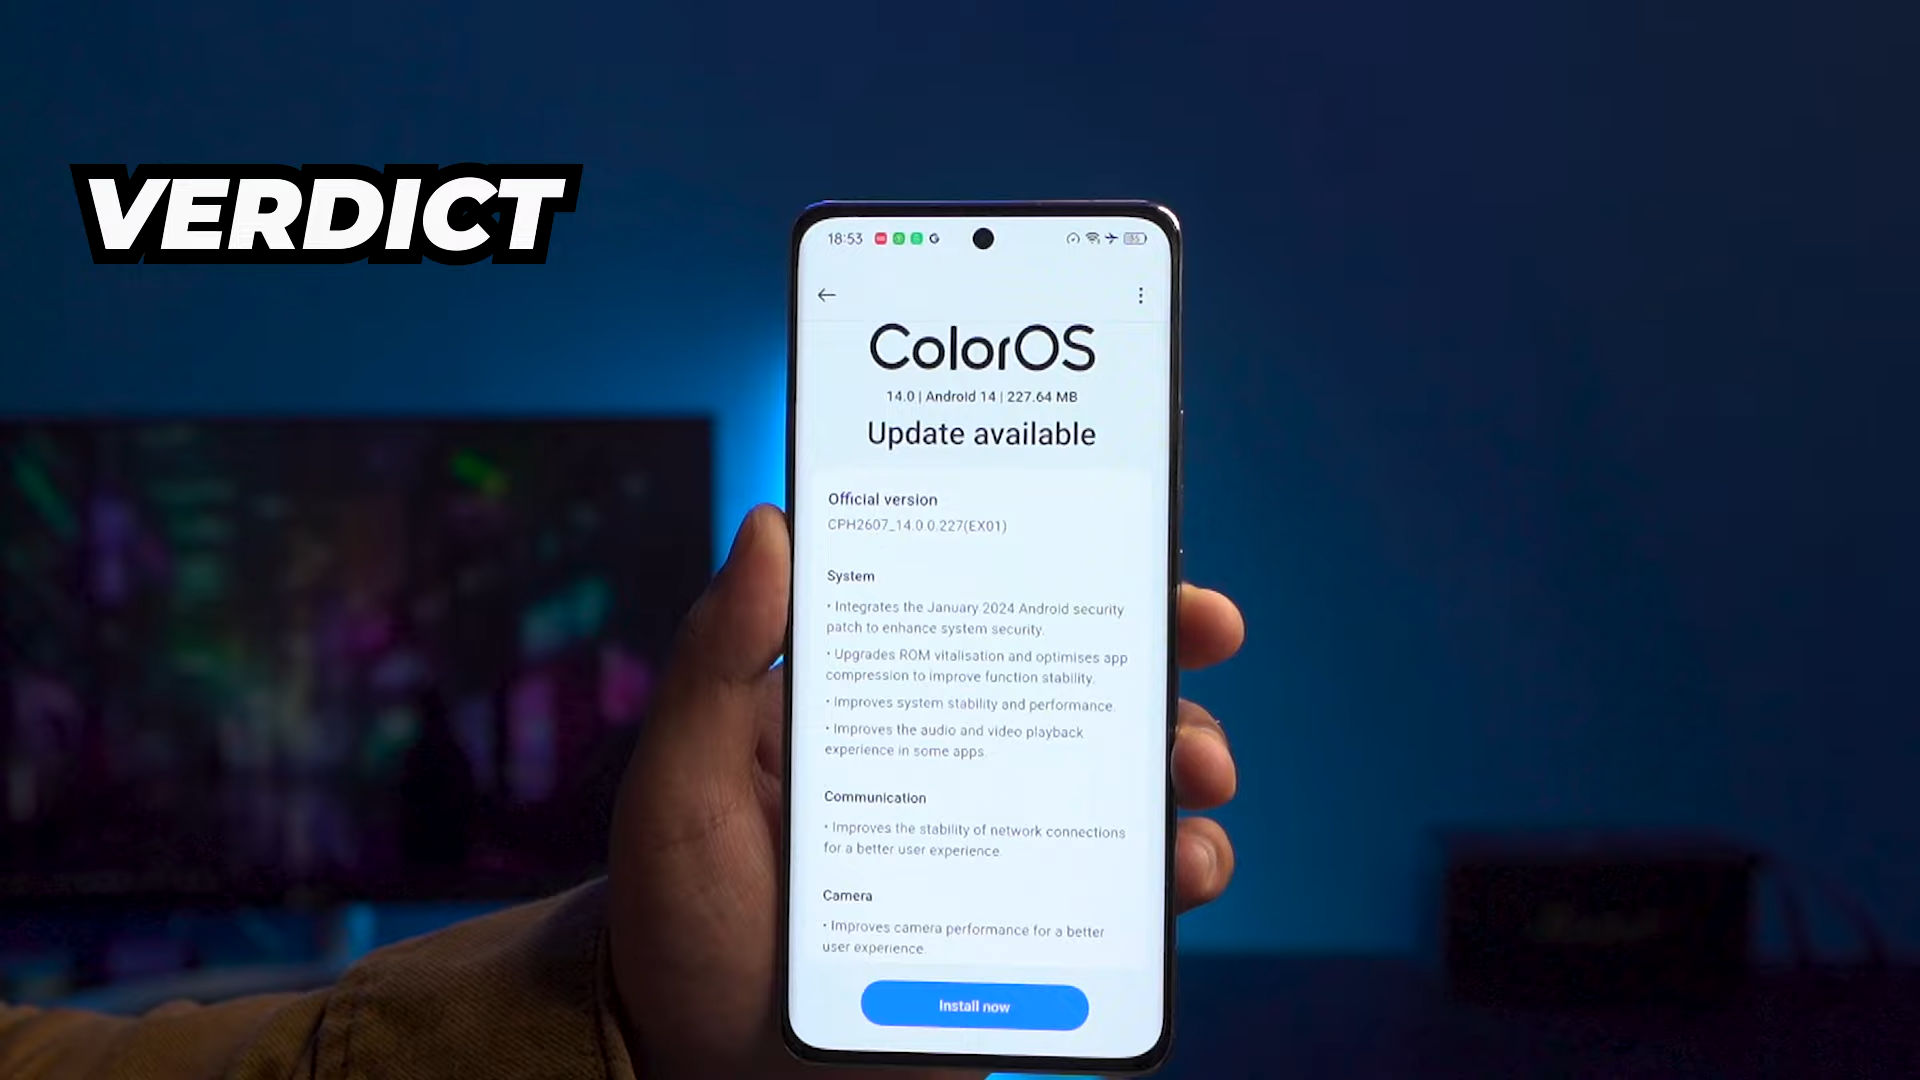 VERDICT
18:53
ColorOS
14.0 | Android 14 | 227.64 MB
Update available
Official version
CPH2607_14.0.0.227(EX01)
System
• Integrates the January 2024 Android security
patch to enhance system security.
• Upgrades ROM vitalisation and optimises app
compression to improve function stability.
• Improves system stability and performance.
• Improves the audio and video playback
experience in some apps.
Communication
• Improves the stability of network connections
for a better user experience.
Camera
• Improves camera performance for a better
user experience.
Install now